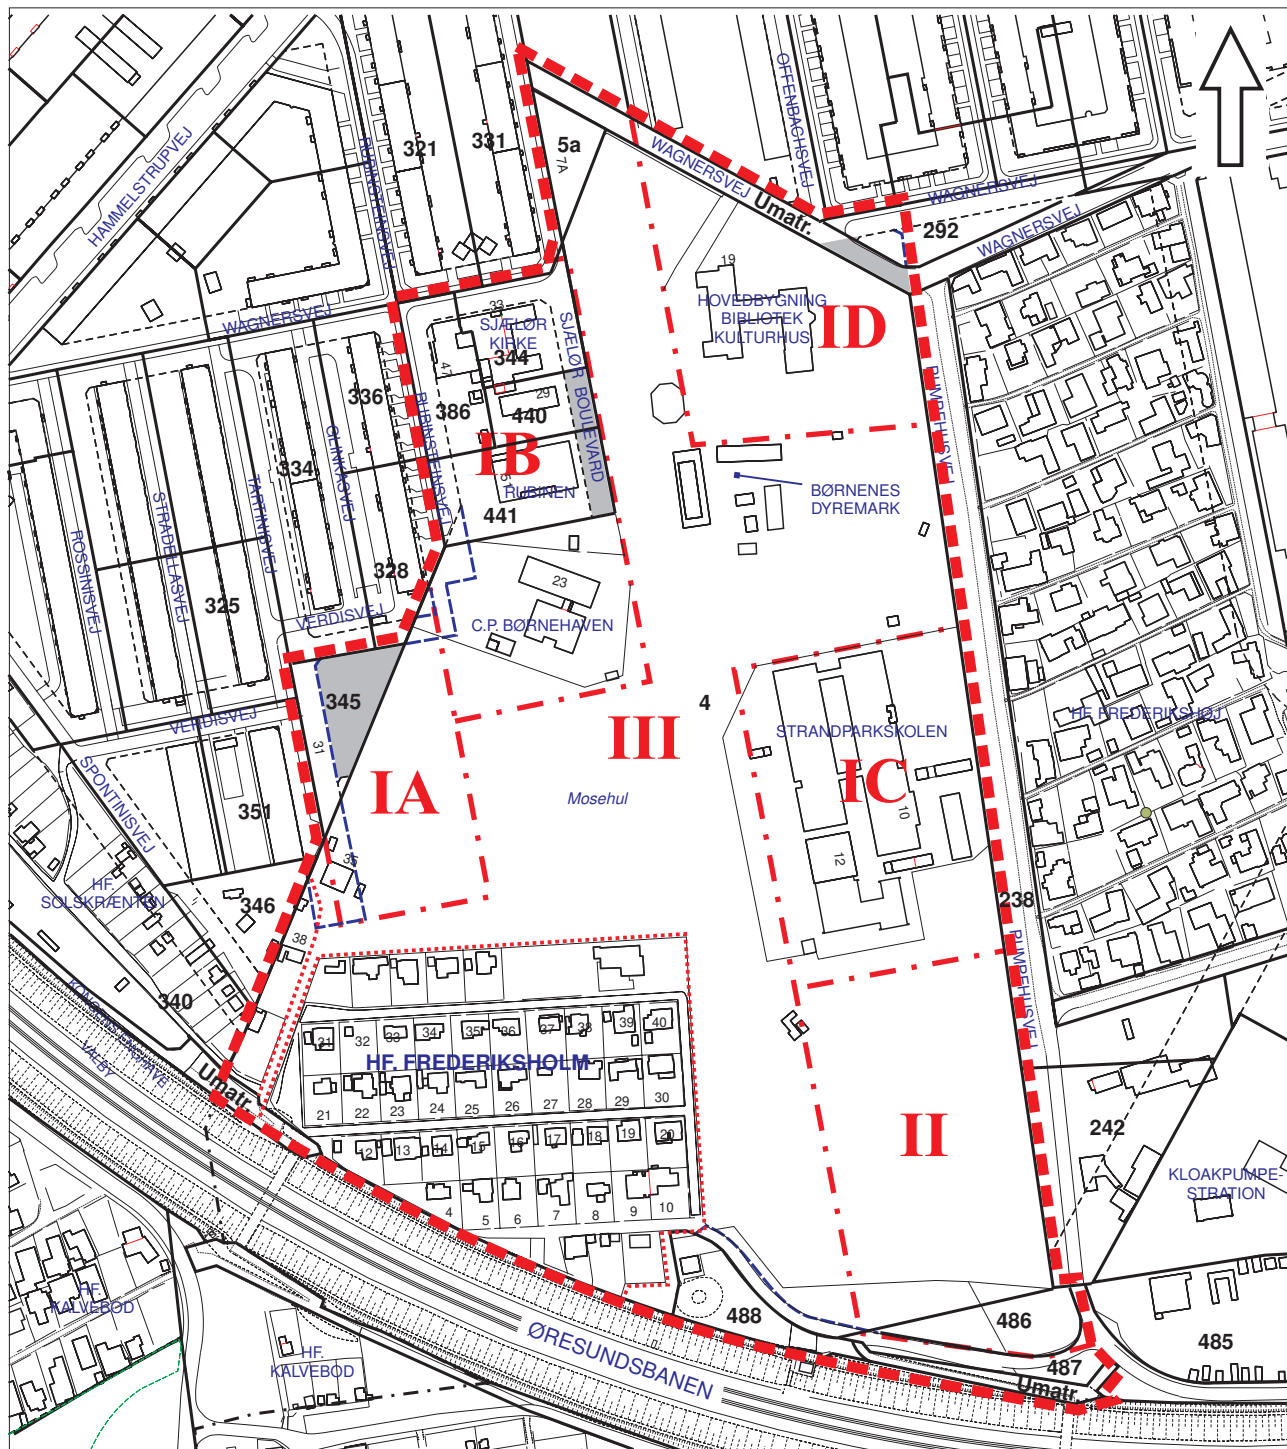 HAMMELSTRUPVEJ
RUBINSTEINSVEJ
321
331
5a
7A
OFFENBACHSVEJ
WAGNERSVEJ
Umatr.
WAGNERSVEJ
292
WAGNERSVEJ
WAGNERSVEJ
33
SJÆLØR
KIRKE
344
47
386
29
440
SJÆLØR BOULEVARD
19
HOVEDBYGNING
BIBLIOTEK
KULTURHUS
ID
336
RUBINSTEINSVEJ
IB
51
RUBINEN
441
334
GLINKASVEJ
TARTINISVEJ
STRADELLASVEJ
ROSSINISVEJ
325
328
VERDISVEJ
VERDISVEJ
PUMPEHUSVEJ
BØRNENES
DYREMARK
23
C.P. BØRNEHAVEN
345
31
4
III
STRANDPARKSKOLEN
IC
10
12
HF FREDERIKSHØJ
IA
Mosehul
SPONTINISVEJ
351
35
HF.
SOLSKRÆNTEN
346
38
238
PUMPEHUSVEJ
340
KONGENS ENGHAVE
VALBY
Umatr.
31
32
33
34
35
36
37
38
39
40
HF. FREDERIKSHOLM
21
22
23
24
25
26
27
28
29
30
12
13
14
15
16
17
18
19
20
4
5
6
7
8
9
10
II
242
KLOAKPUMPE-
STRATION
HF.
KALVEBOD
HF.
KALVEBOD
ØRESUNDSBANEN
488
486
487
Umatr.
485